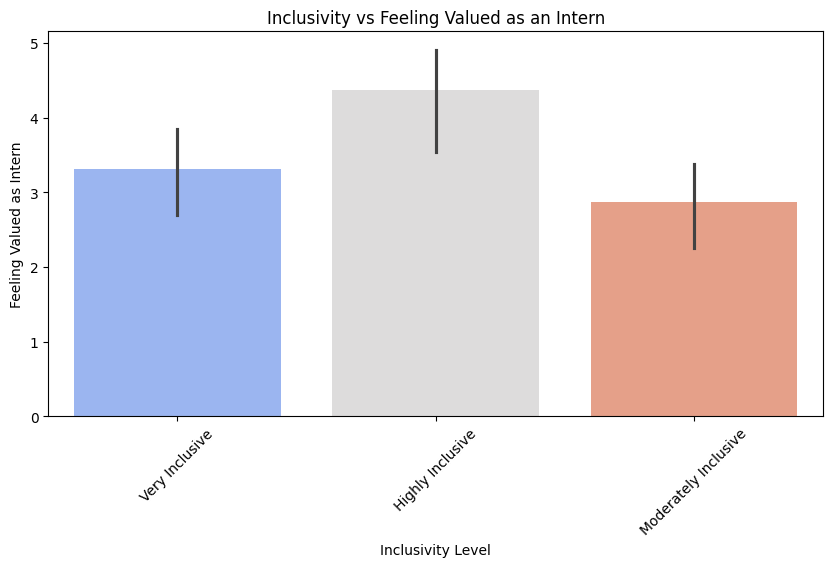 Inclusivity vs Feeling Valued as an Intern
5
4
3
2
1
0
Feeling Valued as Intern
Very Inclusive
Highly Inclusive
Moderately Inclusive
Inclusivity Level